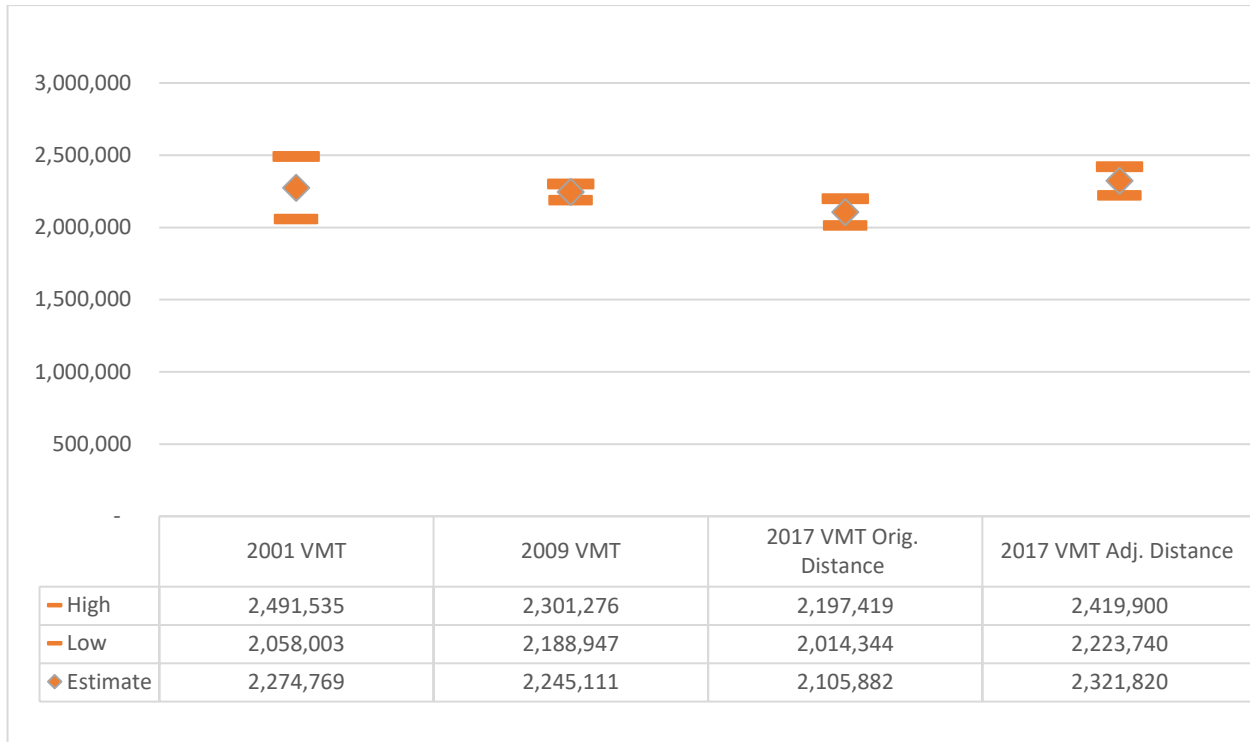 3,000,000
2,500,000
2,000,000
1,500,000
1,000,000
500,000
-
2001 VMT 2009 VMT 2017 VMT Orig. Distance 2017 VMT Adj. Distance
High 2,491,535 2,301,276 2,197,419 2,419,900
Low 2,058,003 2,188,947 2,014,344 2,223,740
Estimate 2,274,769 2,245,111 2,105,882 2,321,820